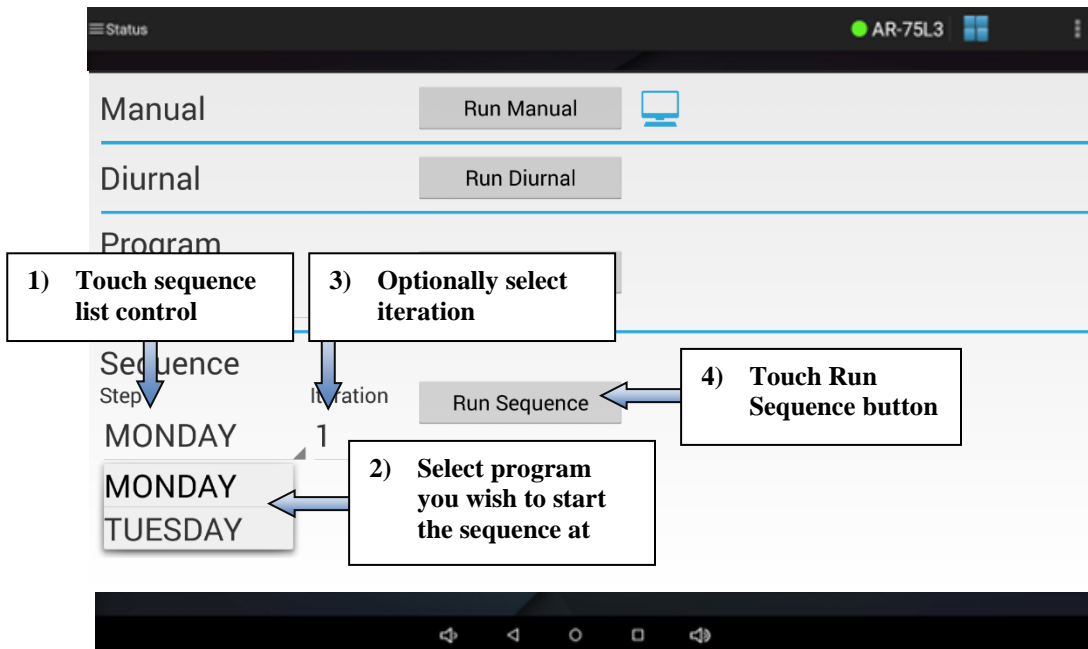 Status AR-75L3
Manual Run Manual
Diurnal Run Diurnal
Program
1) Touch sequence
list control
3) Optionally select
iteration
Sequence
Step Iteration Run Sequence
4) Touch Run
Sequence button
MONDAY 1
2) Select program
you wish to start
the sequence at
MONDAY
TUESDAY